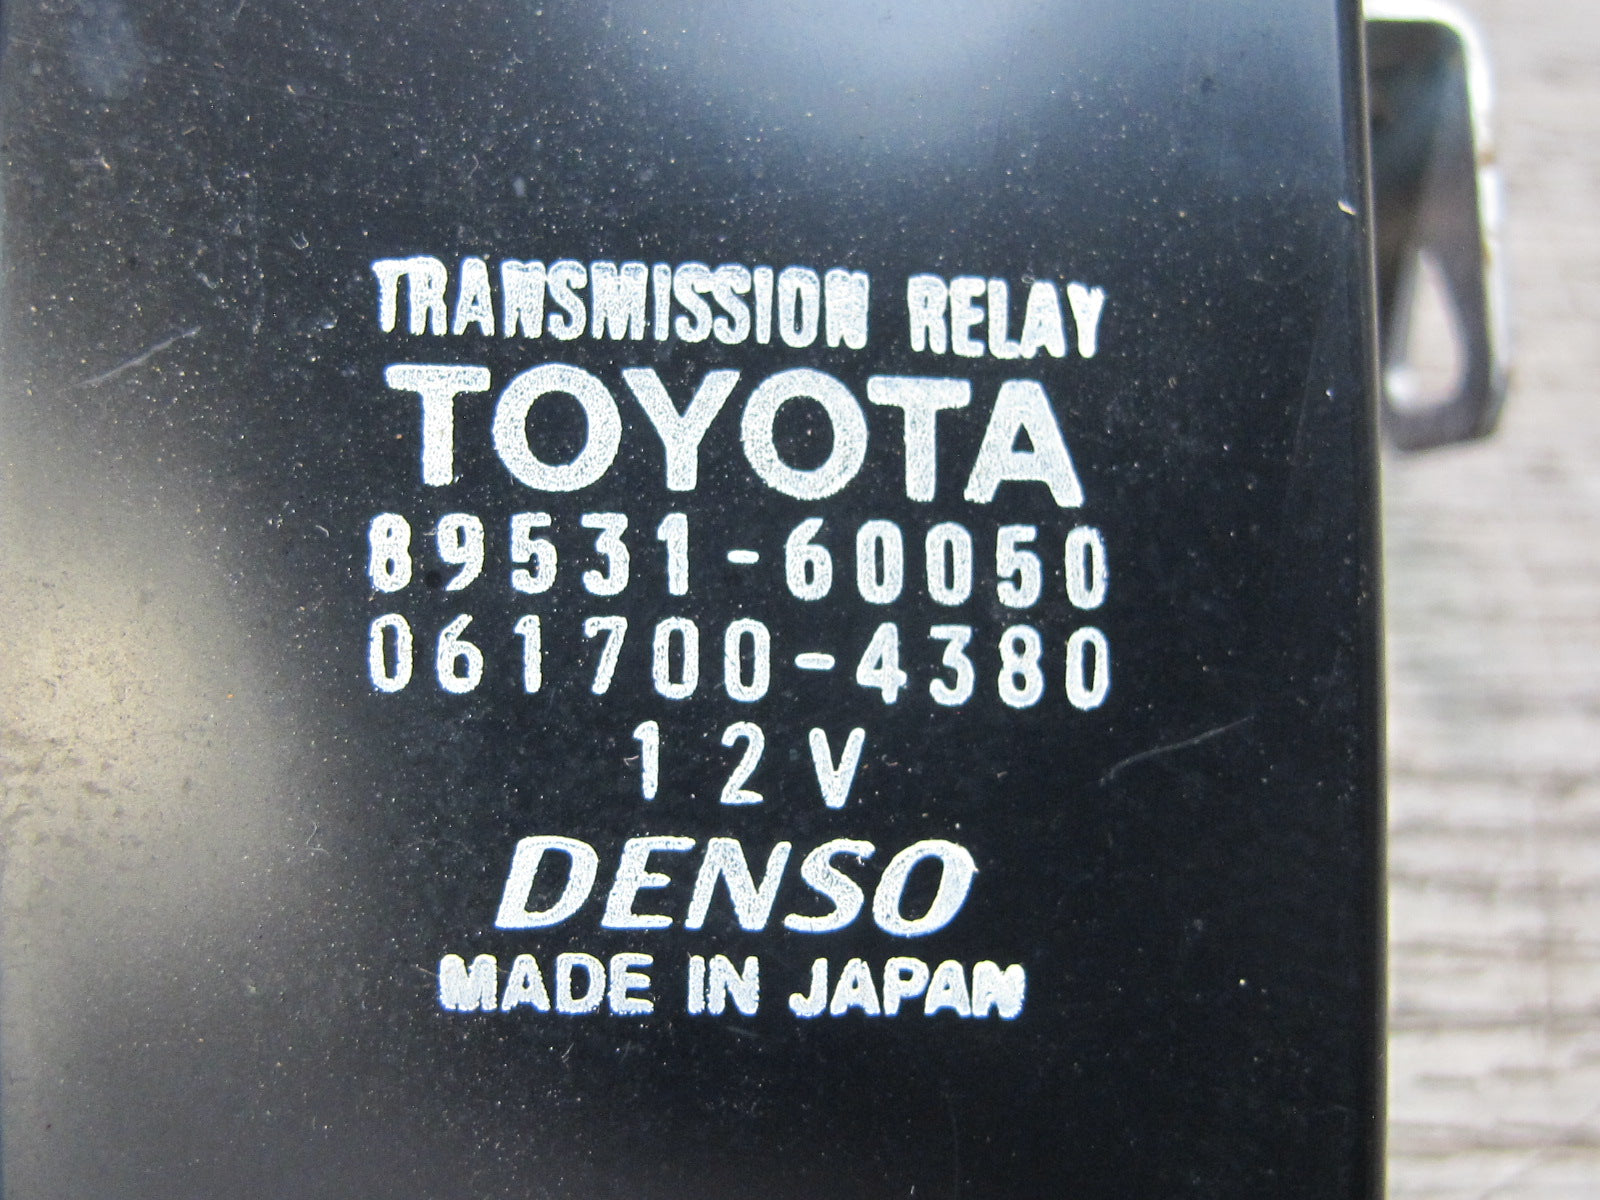 TRANSMISSION RELAY
TOYOTA
89531-60050
061700-4380
12V
DENSO
MADE IN JAPAN